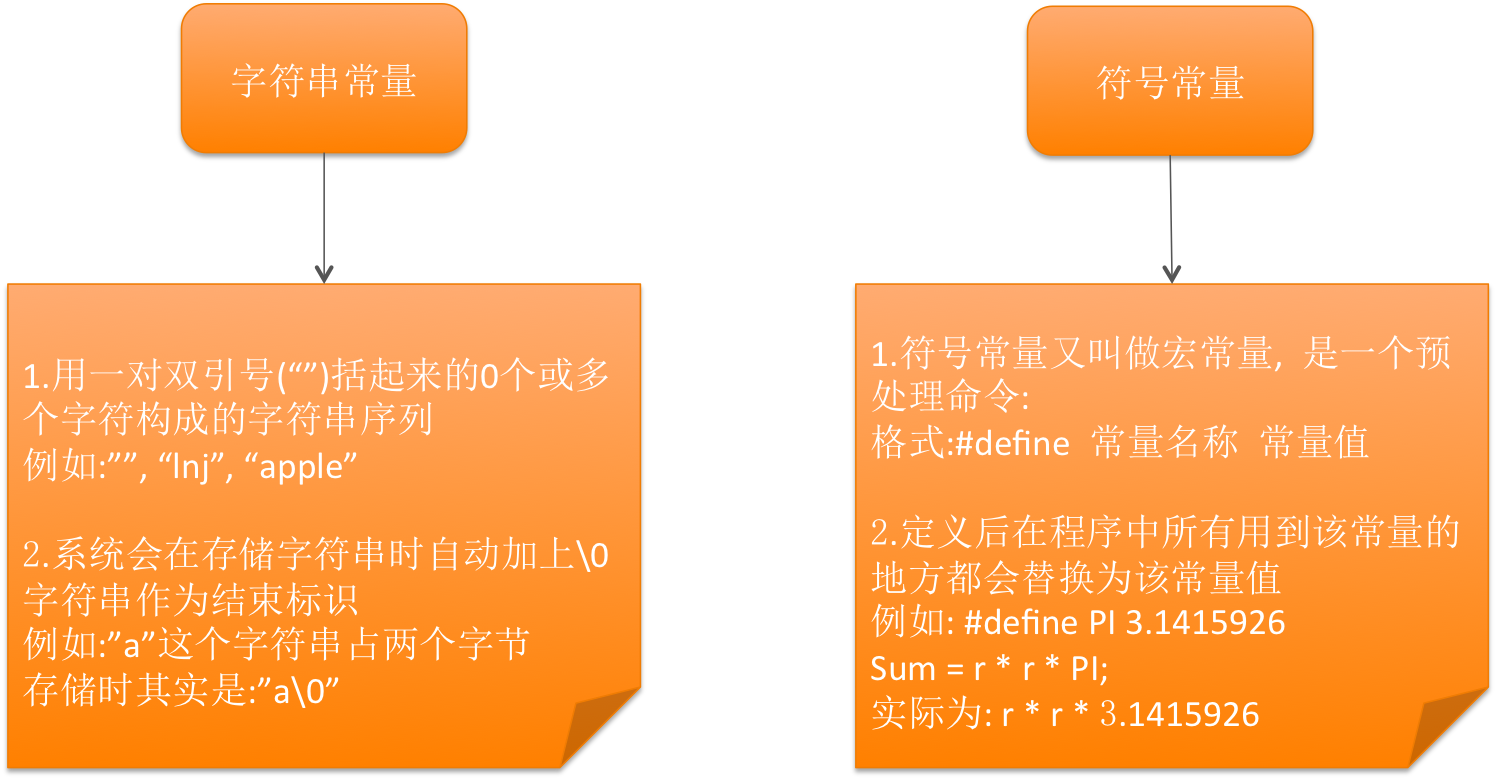 字符串常量
1.用一对双引号(“”)括起来的0个或多
个字符构成的字符串序列
例如:””, “lnj”, “apple”
2.系统会在存储字符串时自动加上\0
字符串作为结束标识
例如:”a”这个字符串占两个字节
存储时其实是:”a\0”
符号常量
1.符号常量又叫做宏常量, 是一个预
处理命令:
格式:#define 常量名称 常量值
2.定义后在程序中所有用到该常量的
地方都会替换为该常量值
例如: #define PI 3.1415926
Sum = r * r * PI;
实际为: r * r * 3.1415926